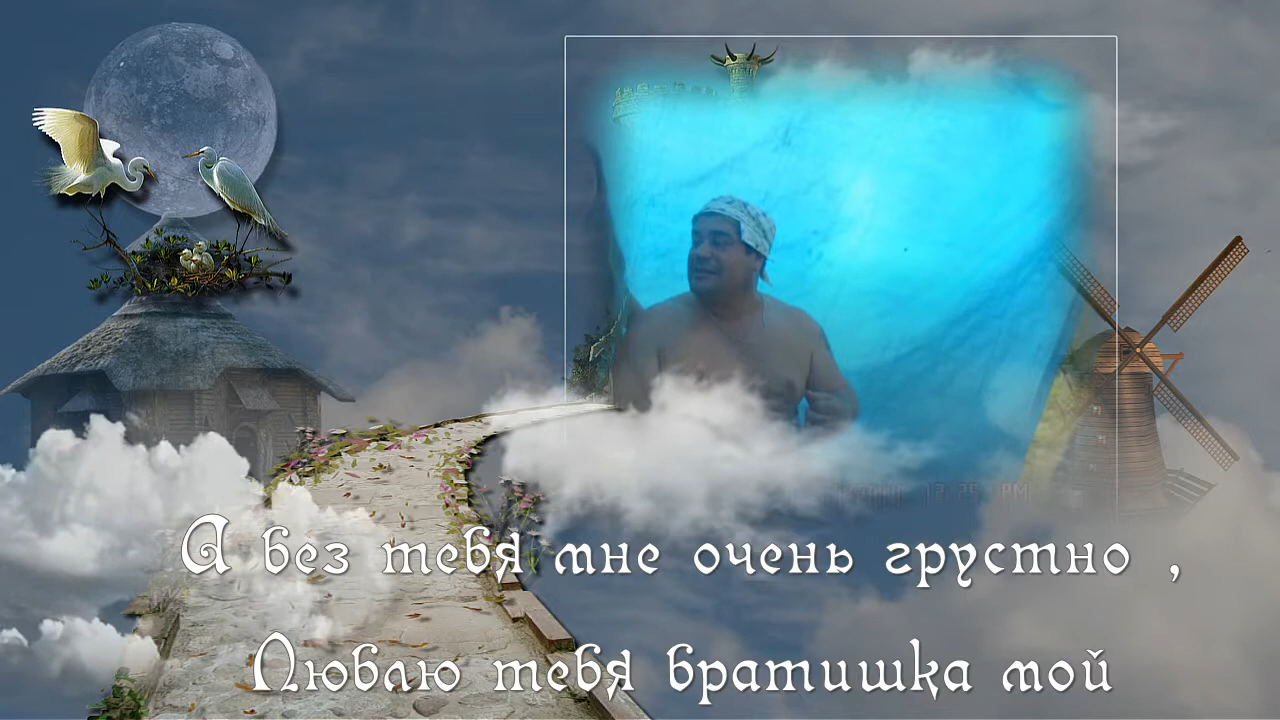 А без тебя мне очень грустно ,
Люблю тебя братишка мой